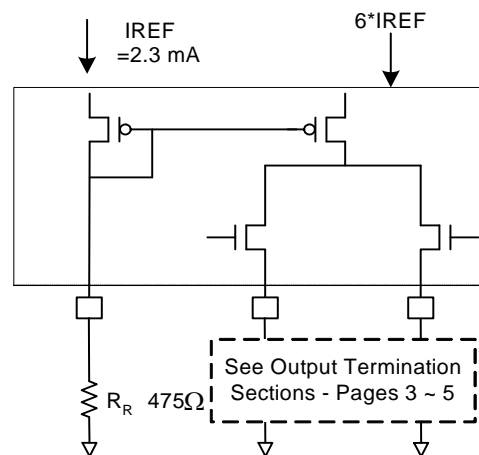 IREF
=2.3 mA
6*IREF
See Output Termination
Sections - Pages 3 ~ 5
RR 475Ω